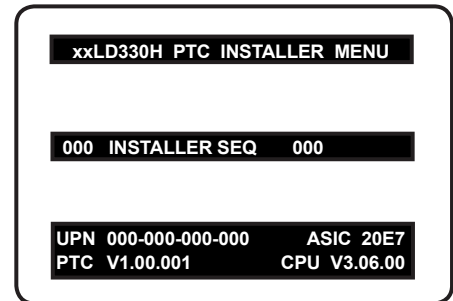 xxLD330H PTC INSTALLER MENU
000 INSTALLER SEQ 000
UPN 000-000-000-000 ASIC 20E7
PTC V1.00.001 CPU V3.06.00